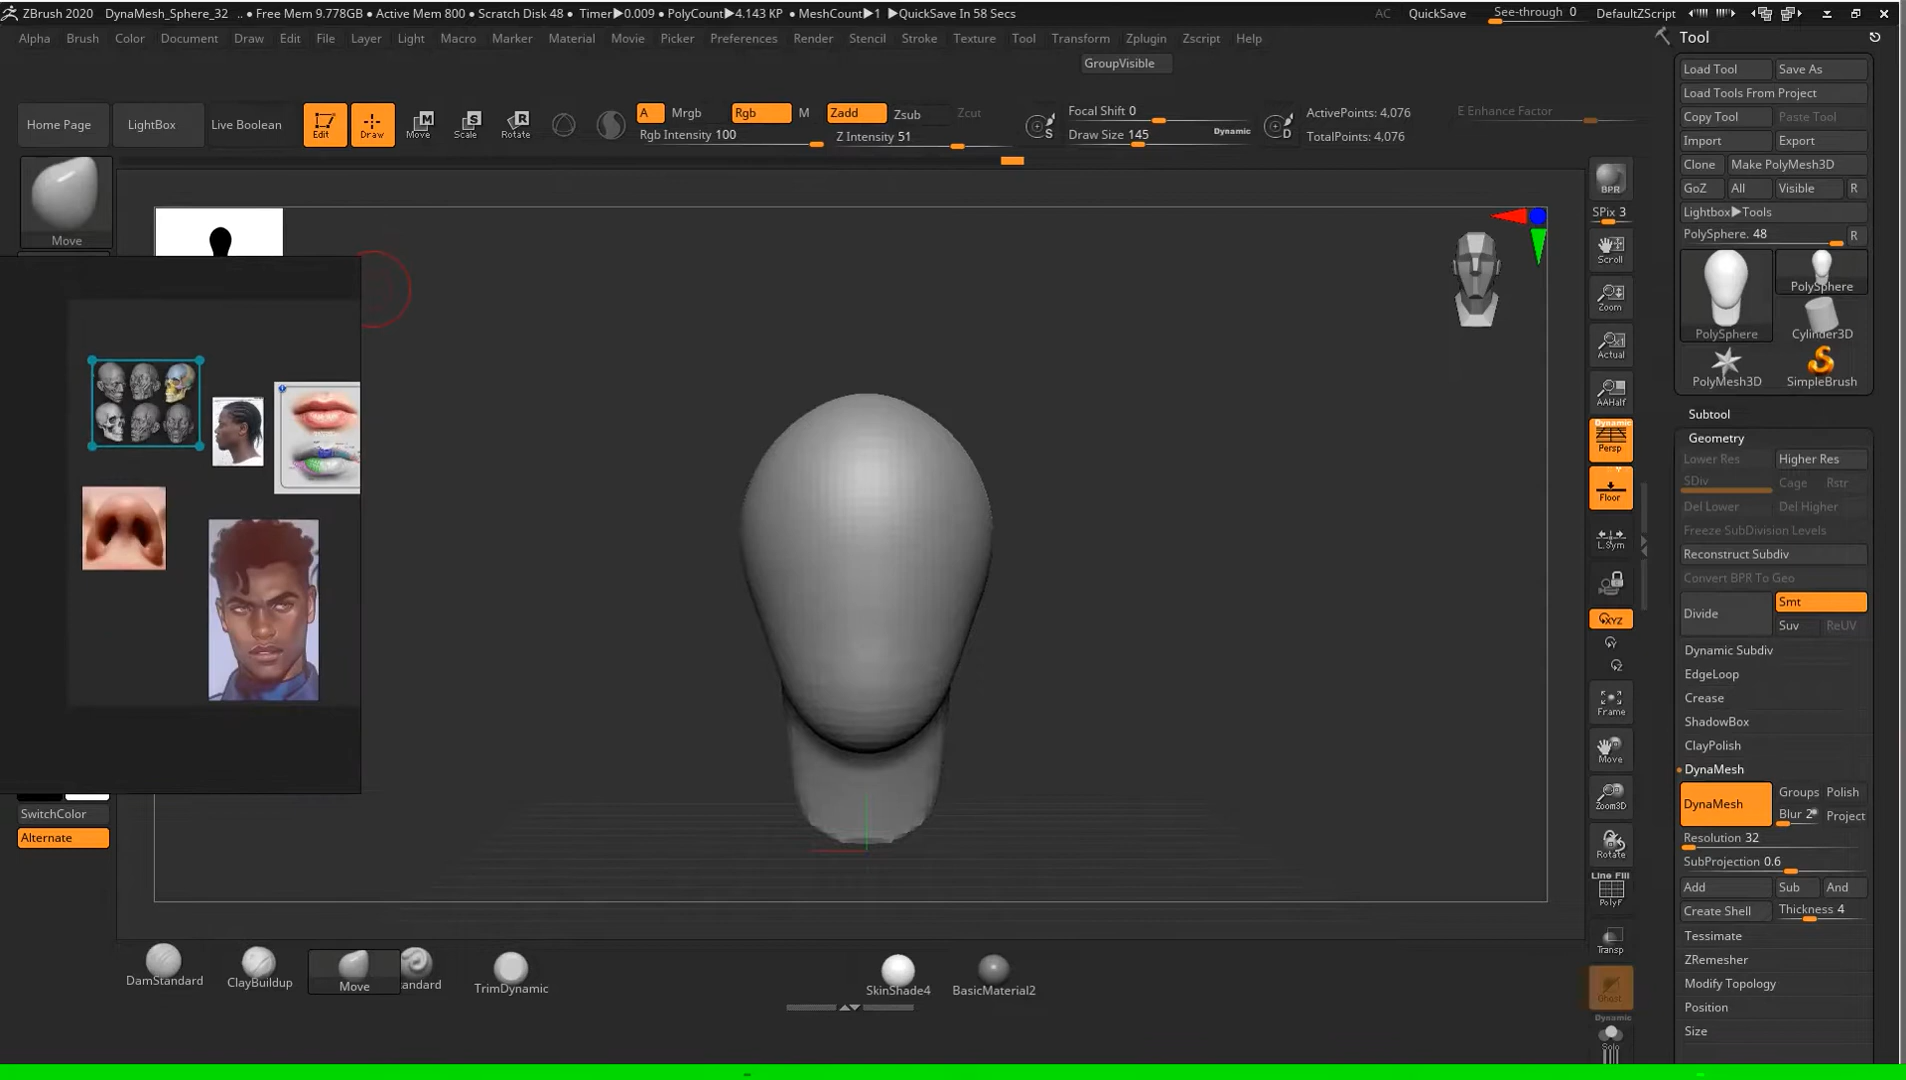 ZBrush 2020 DynaMesh_Sphere_32 .. • Free Mem 9.778GB • Active Mem 800 • Scratch Disk 48 • Timer▶0.009 • PolyCount▶4.143 KP • MeshCount▶1 ▶QuickSave In 58 Secs AC QuickSave See-through 0 DefaultZScript
Alpha Brush Color Document Draw Edit File Layer Light Macro Marker Material Movie Picker Preferences Render Stencil Stroke Texture Tool Transform Zplugin Zscript Help
GroupVisible
Home Page LightBox Live Boolean Edit Draw Move Scale Rotate
A Mrgb Rgb M Zadd Zsub Zcut
Rgb Intensity 100 Z Intensity 51
S Focal Shift 0
Draw Size 145 Dynamic D
ActivePoints: 4,076
TotalPoints: 4,076
E Enhance Factor
Move
SwitchColor
Alternate
DamStandard ClayBuildup Move andard TrimDynamic SkinShade4 BasicMaterial2
BPR
SPix 3
Scroll
Zoom
Actual
AAHalf
Dynamic
Persp
Floor
L.Sym
XYZ
Y
Z
Frame
Move
Zoom3D
Rotate
Line Fill
PolyF
Transp
Ghost
Dynamic
Solo
Tool
Load Tool Save As
Load Tools From Project
Copy Tool Paste Tool
Import Export
Clone Make PolyMesh3D
GoZ All Visible R
Lightbox▶Tools
PolySphere. 48 R
PolySphere PolySphere
Cylinder3D
PolyMesh3D SimpleBrush
Subtool
Geometry
Lower Res Higher Res
SDiv Cage Rstr
Del Lower Del Higher
Freeze SubDivision Levels
Reconstruct Subdiv
Convert BPR To Geo
Divide Smt
Suv ReUV
Dynamic Subdiv
EdgeLoop
Crease
ShadowBox
ClayPolish
DynaMesh
DynaMesh Groups Polish
Blur 2 Project
Resolution 32
SubProjection 0.6
Add Sub And
Create Shell Thickness 4
Tessimate
ZRemesher
Modify Topology
Position
Size